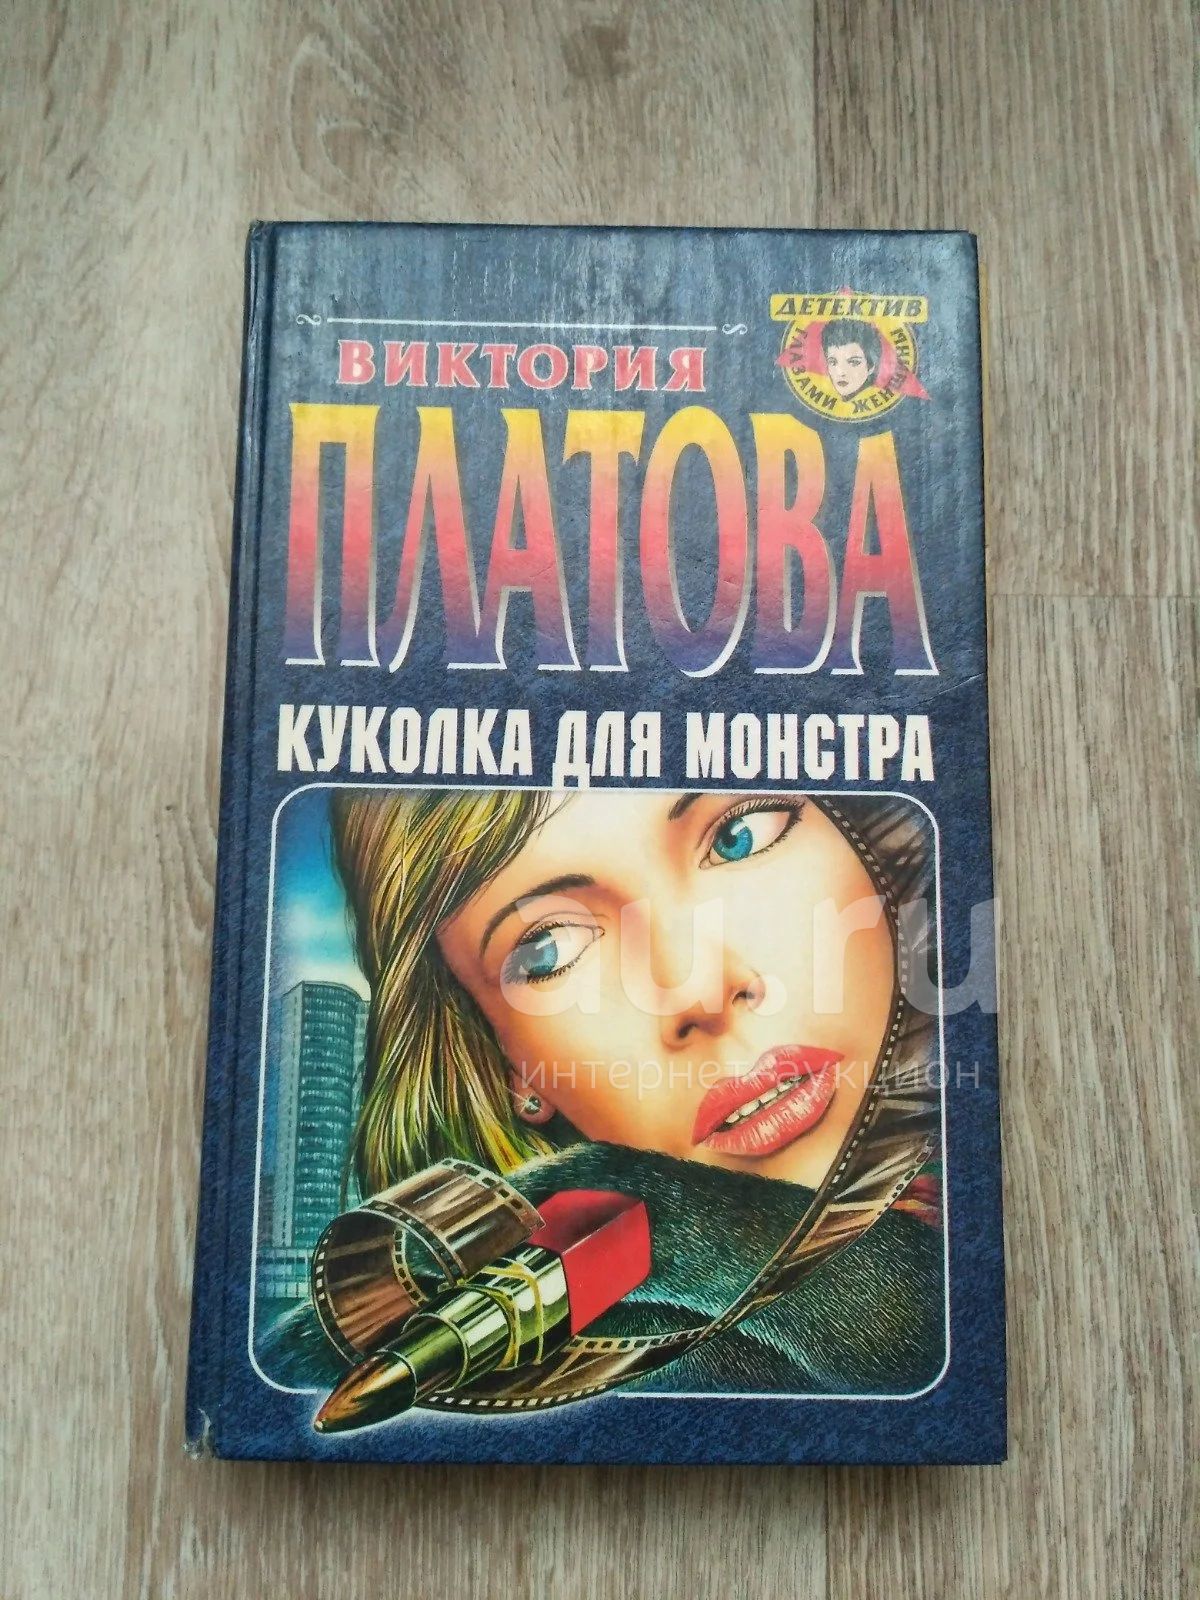 ВИКТОРИЯ
ДЕТЕКТИВ
ГЛАЗАМИ ЖЕНЩИНЫ
ПЛАТОВА
КУКОЛКА ДЛЯ МОНСТРА
au.ru
интернет-аукцион